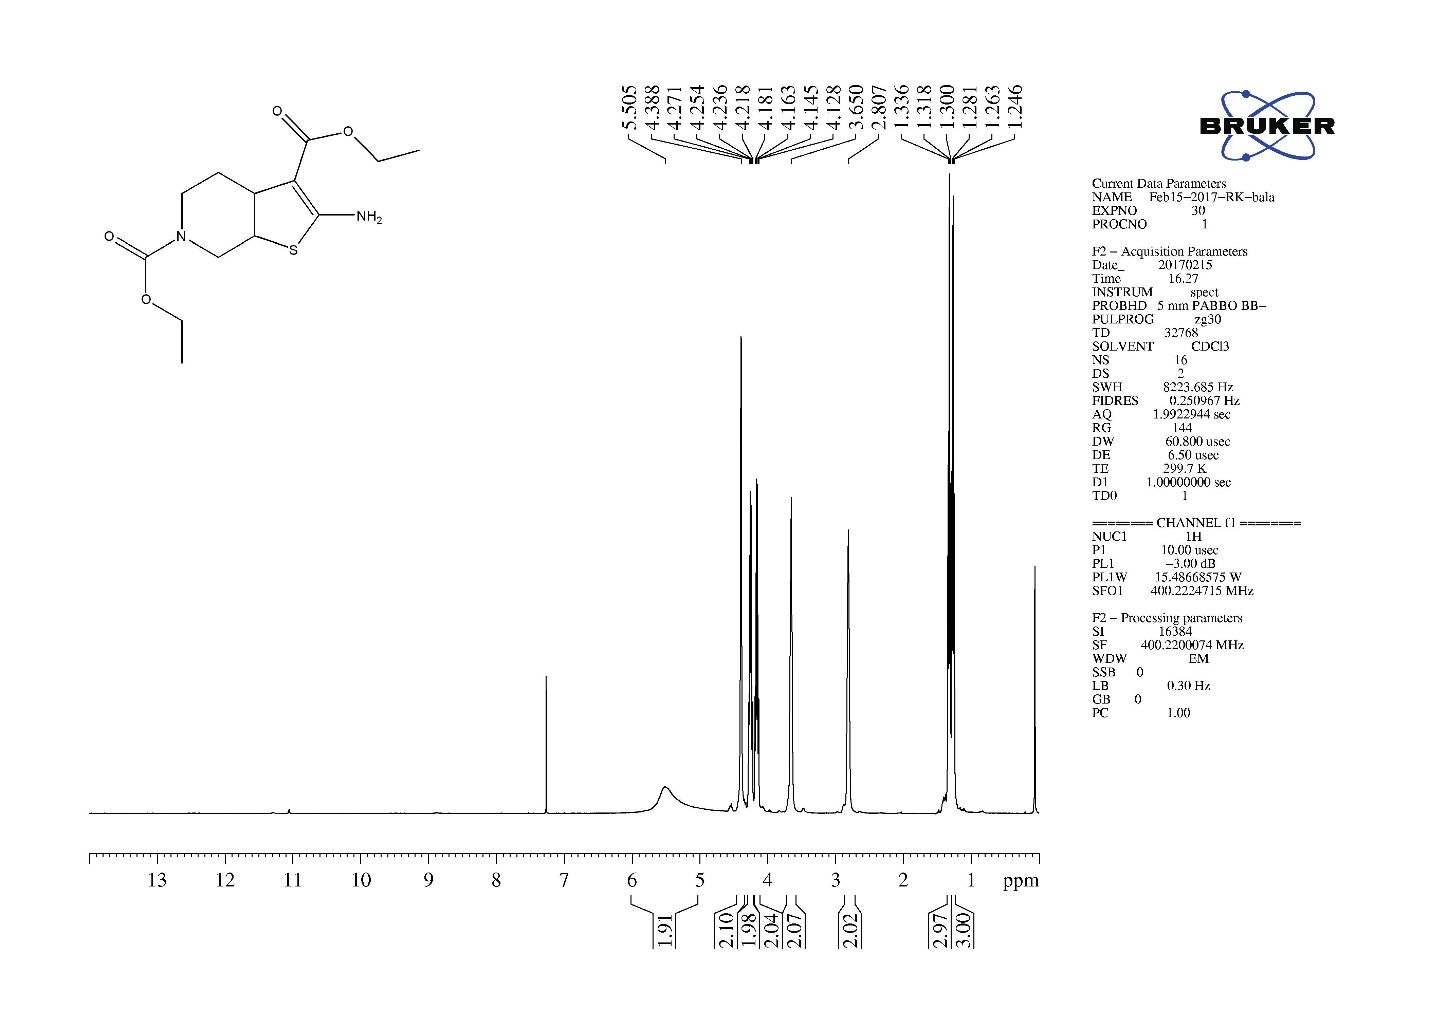 5.505
4.388
4.271
4.254
4.236
4.218
4.181
4.163
4.145
4.128
3.650
2.807
1.336
1.318
1.300
1.281
1.263
1.246
BRUKER
O
O
NH2
S
N
O
O
Current Data Parameters
NAME Feb15-2017-RK-bala
EXPNO 30
PROCNO 1
F2 - Acquisition Parameters
Date_ 20170215
Time 16.27
INSTRUM spect
PROBHD 5 mm PABBO BB-
PULPROG zg30
TD 32768
SOLVENT CDCl3
NS 16
DS 2
SWH 8223.685 Hz
FIDRES 0.250967 Hz
AQ 1.9922944 sec
RG 144
DW 60.800 usec
DE 6.50 usec
TE 299.7 K
D1 1.00000000 sec
TD0 1
======== CHANNEL f1 ========
NUC1 1H
P1 10.00 usec
PL1 -3.00 dB
PL1W 15.48668575 W
SFO1 400.2224715 MHz
F2 - Processing parameters
SI 16384
SF 400.2200074 MHz
WDW EM
SSB 0
LB 0.30 Hz
GB 0
PC 1.00
13 12 11 10 9 8 7 6 5 4 3 2 1 ppm
1.91
2.10
1.98
2.04
2.07
2.02
2.97
3.00